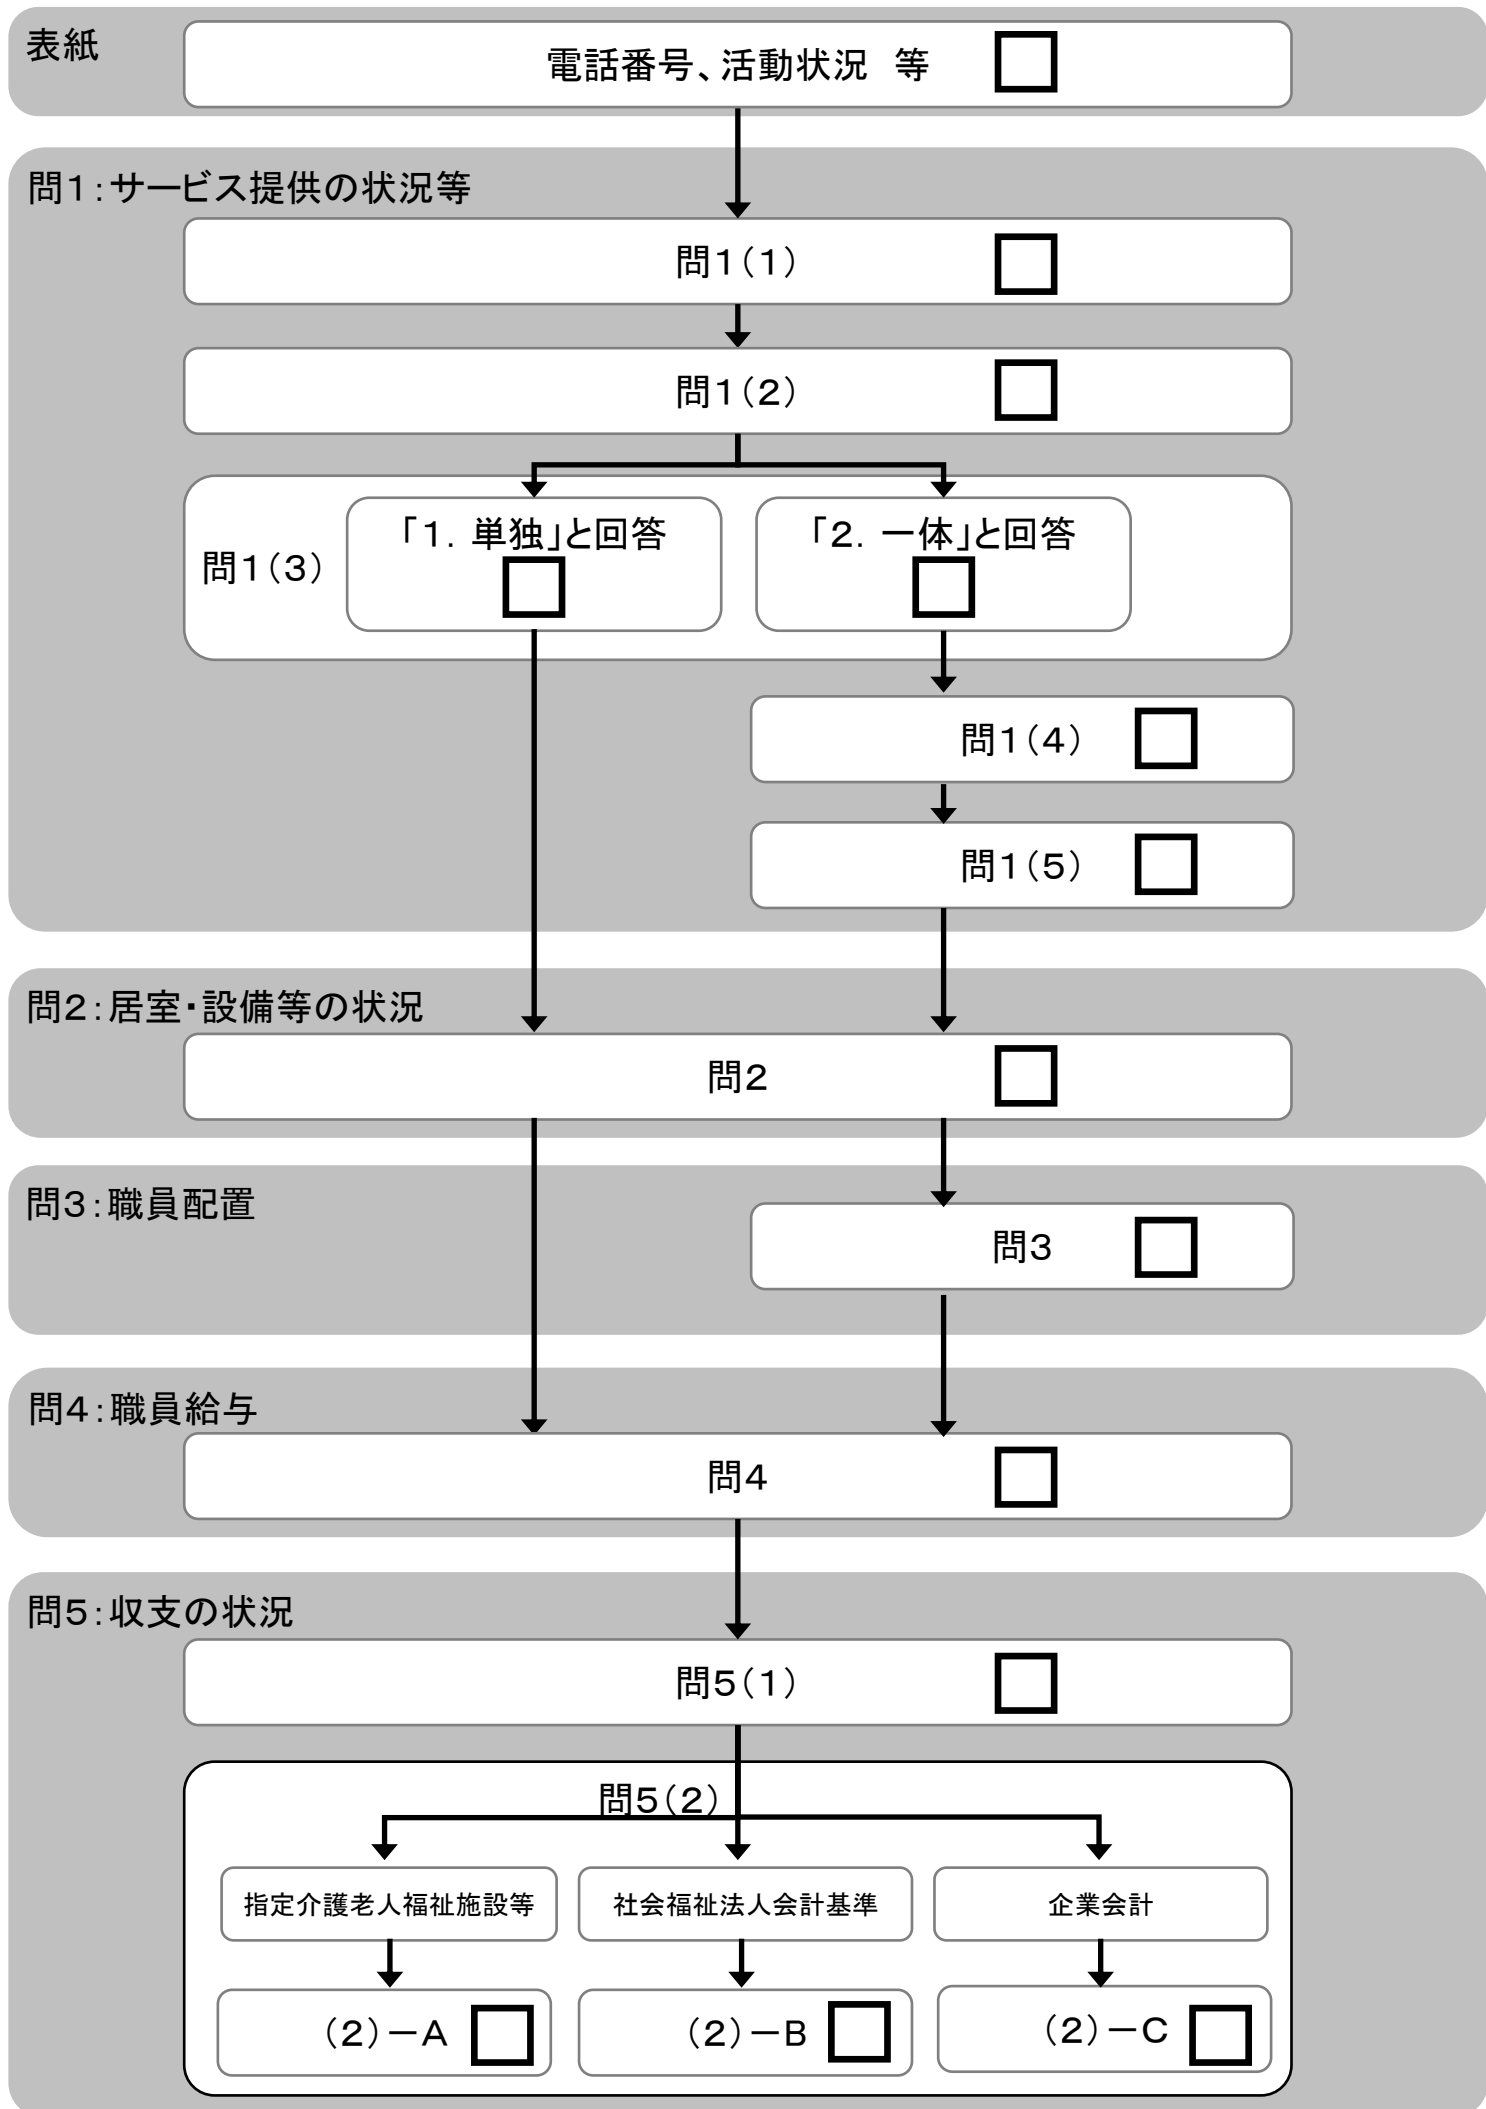 表紙
電話番号、活動状況　等
問１：サービス提供の状況等
問１（１）
問１（２）
問１（３）
「１．単独」と回答
「２．一体」と回答
問１（４）
問１（５）
問２：居室・設備等の状況
問２
問３：職員配置
問３
問４：職員給与
問４
問５：収支の状況
問５（１）
問５（２）
指定介護老人福祉施設等
社会福祉法人会計基準
企業会計
（２）－Ａ
（２）－Ｂ
（２）－Ｃ